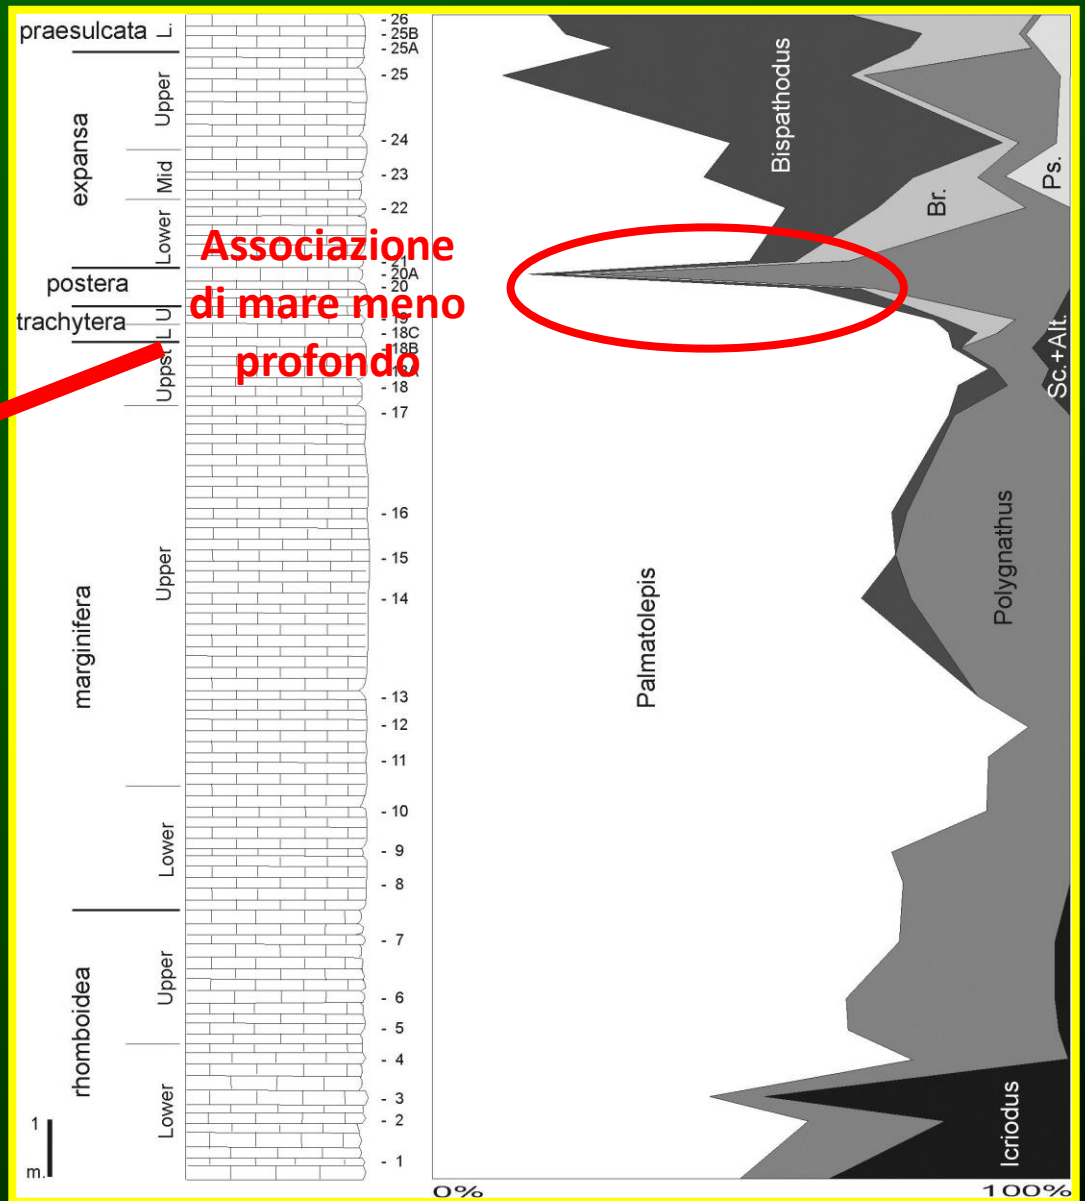 praesulcata
Li
expansa
Upper
Mid
Lower
postera
trachytera
U
L
Uppst
marginifera
Upper
Lower
rhomboidea
Upper
Lower
1
m.
- 26
- 25B
- 25A
- 25
- 24
- 23
- 22
- 21
- 20A
- 20
- 19
- 18C
- 18B
- 18A
- 18
- 17
- 16
- 15
- 14
- 13
- 12
- 11
- 10
- 9
- 8
- 7
- 6
- 5
- 4
- 3
- 2
- 1
Associazione
di mare meno
profondo
Palmatolepis
Bispathodus
Br.
Ps.
Sc.+Alt.
Polygnathus
Icriodus
0%
100%